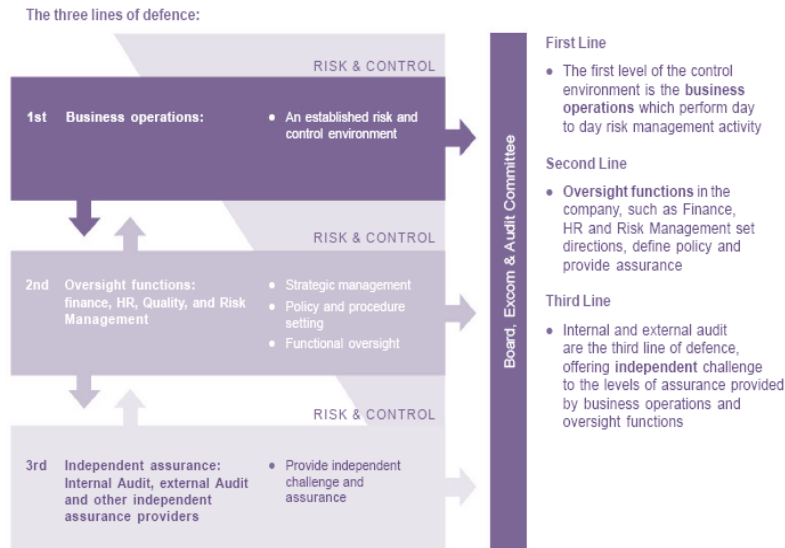 The three lines of defence:
RISK & CONTROL
1st Business operations:
• An established risk and
control environment
RISK & CONTROL
2nd Oversight functions:
finance, HR, Quality, and Risk
Management
• Strategic management
• Policy and procedure
setting
• Functional oversight
RISK & CONTROL
3rd Independent assurance:
Internal Audit, external Audit
and other independent
assurance providers
• Provide independent
challenge and
assurance
Board, Excom & Audit Committee
First Line
• The first level of the control
environment is the business
operations which perform day
to day risk management activity
Second Line
• Oversight functions in the
company, such as Finance,
HR and Risk Management set
directions, define policy and
provide assurance
Third Line
• Internal and external audit
are the third line of defence,
offering independent challenge
to the levels of assurance provided
by business operations and
oversight functions